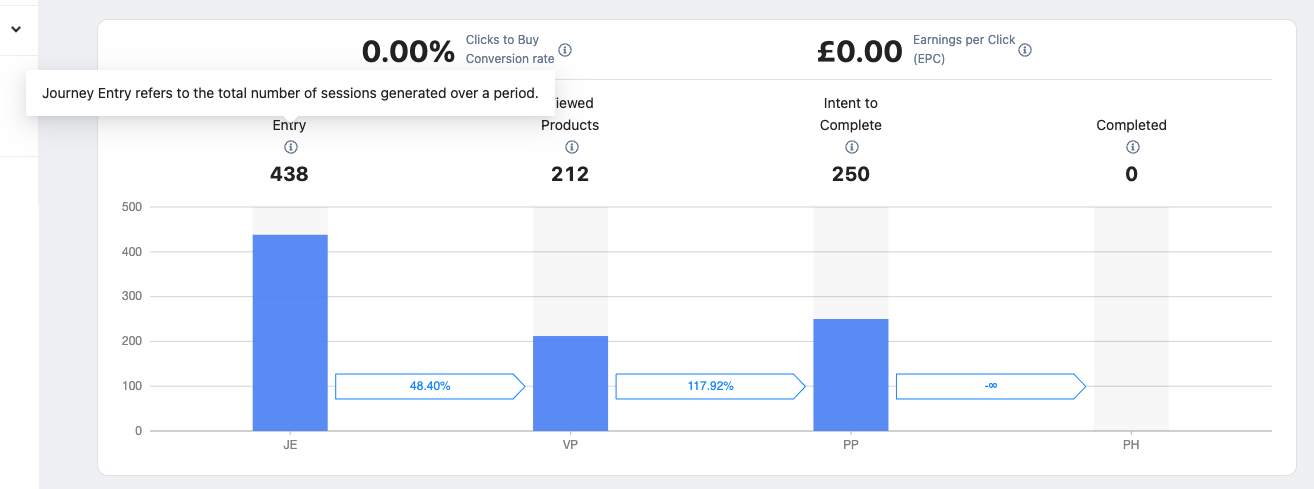 0.00%
Clicks to Buy
Conversion rate
£0.00
Earnings per Click
(EPC)
Journey Entry refers to the total number of sessions generated over a period.
Entry
438
Products
212
Intent to
Complete
250
Completed
0
500
400
300
200
100
0
48.40%
117.92%
-∞
JE
VP
PP
PH